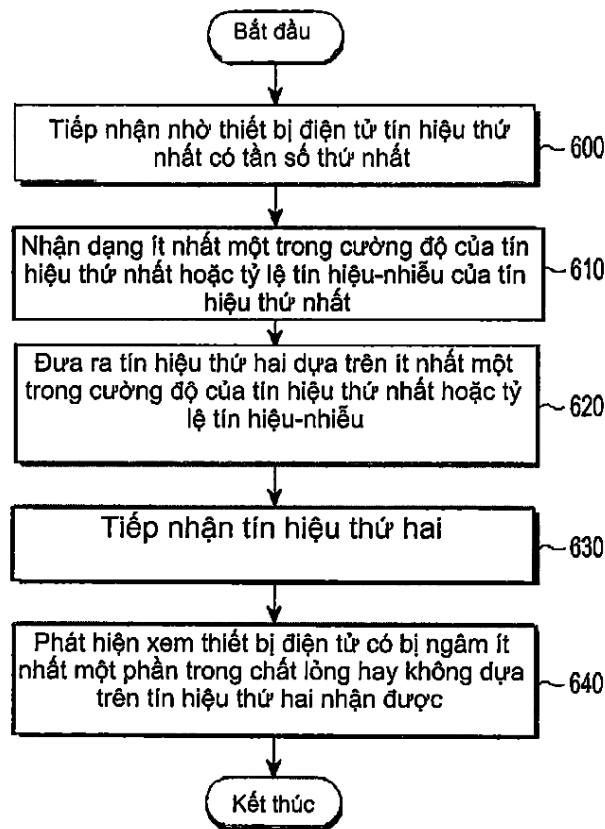 Bắt đầu
Tiếp nhận nhờ thiết bị điện tử tín hiệu thứ
nhất có tần số thứ nhất
600
Nhận dạng ít nhất một trong cường độ của tín
hiệu thứ nhất hoặc tỷ lệ tín hiệu-nhiễu của tín
hiệu thứ nhất
610
Đưa ra tín hiệu thứ hai dựa trên ít nhất một
trong cường độ của tín hiệu thứ nhất hoặc tỷ
lệ tín hiệu-nhiễu
620
Tiếp nhận tín hiệu thứ hai
630
Phát hiện xem thiết bị điện tử có bị ngâm ít
nhất một phần trong chất lỏng hay không dựa
trên tín hiệu thứ hai nhận được
640
Kết thúc